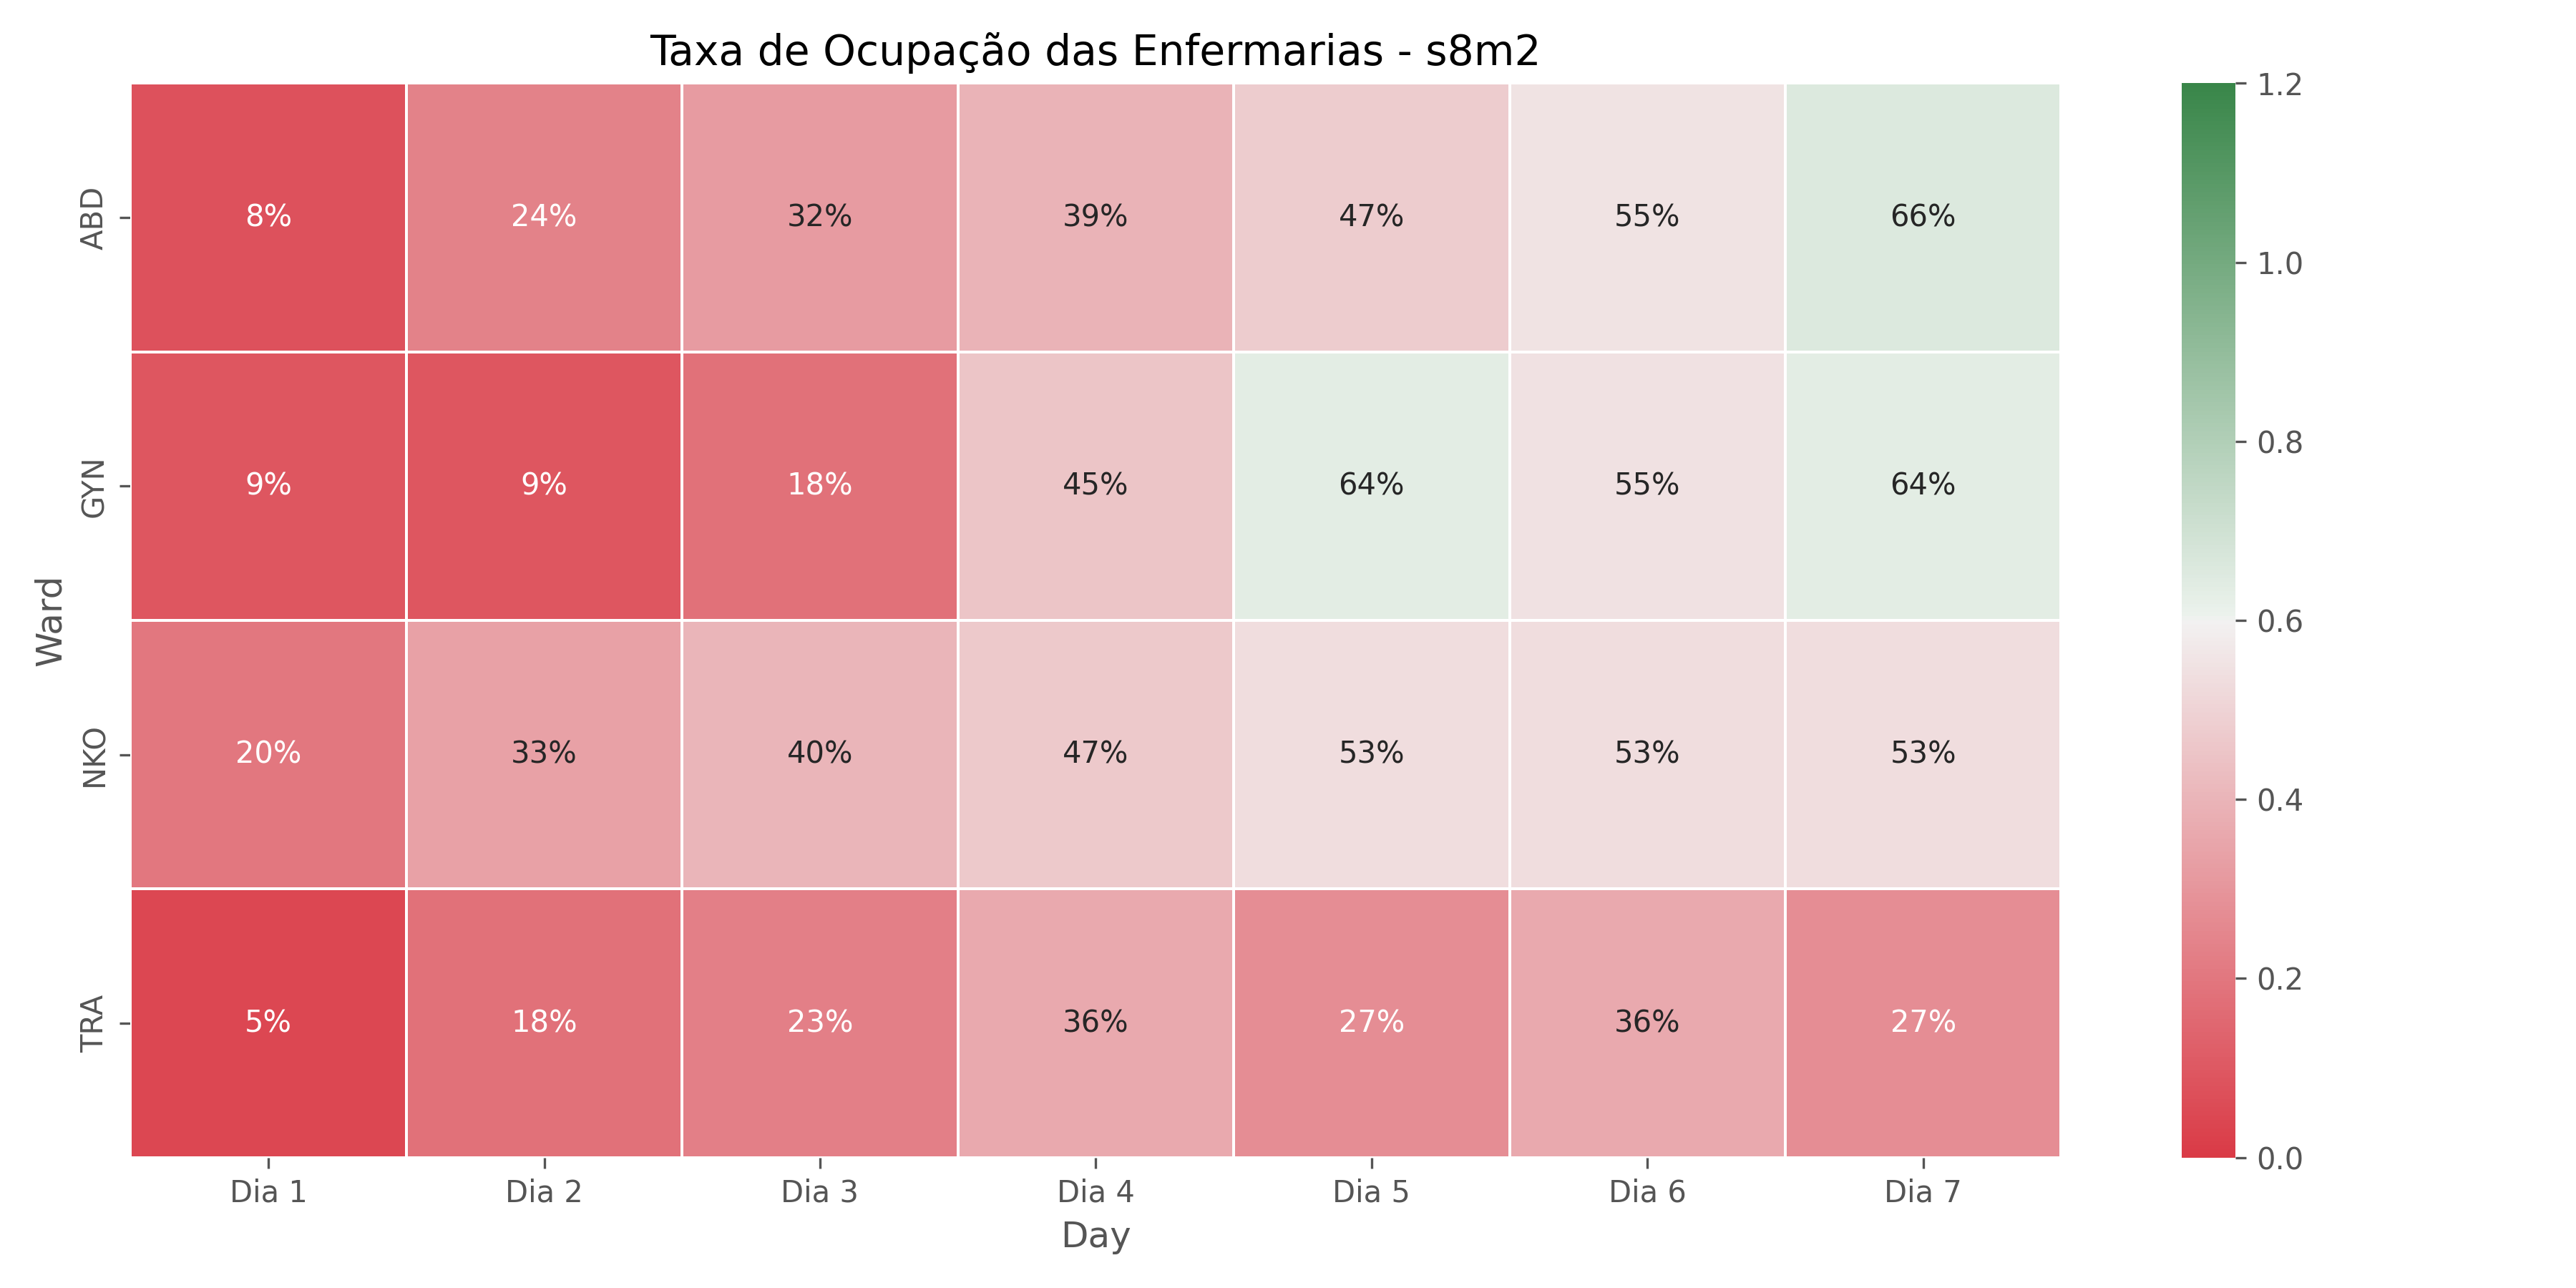 Taxa de Ocupação das Enfermarias - s8m2
Ward
ABD 8% 24% 32% 39% 47% 55% 66%
GYN 9% 9% 18% 45% 64% 55% 64%
NKO 20% 33% 40% 47% 53% 53% 53%
TRA 5% 18% 23% 36% 27% 36% 27%
Dia 1 Dia 2 Dia 3 Dia 4 Dia 5 Dia 6 Dia 7
Day
1.2
1.0
0.8
0.6
0.4
0.2
0.0